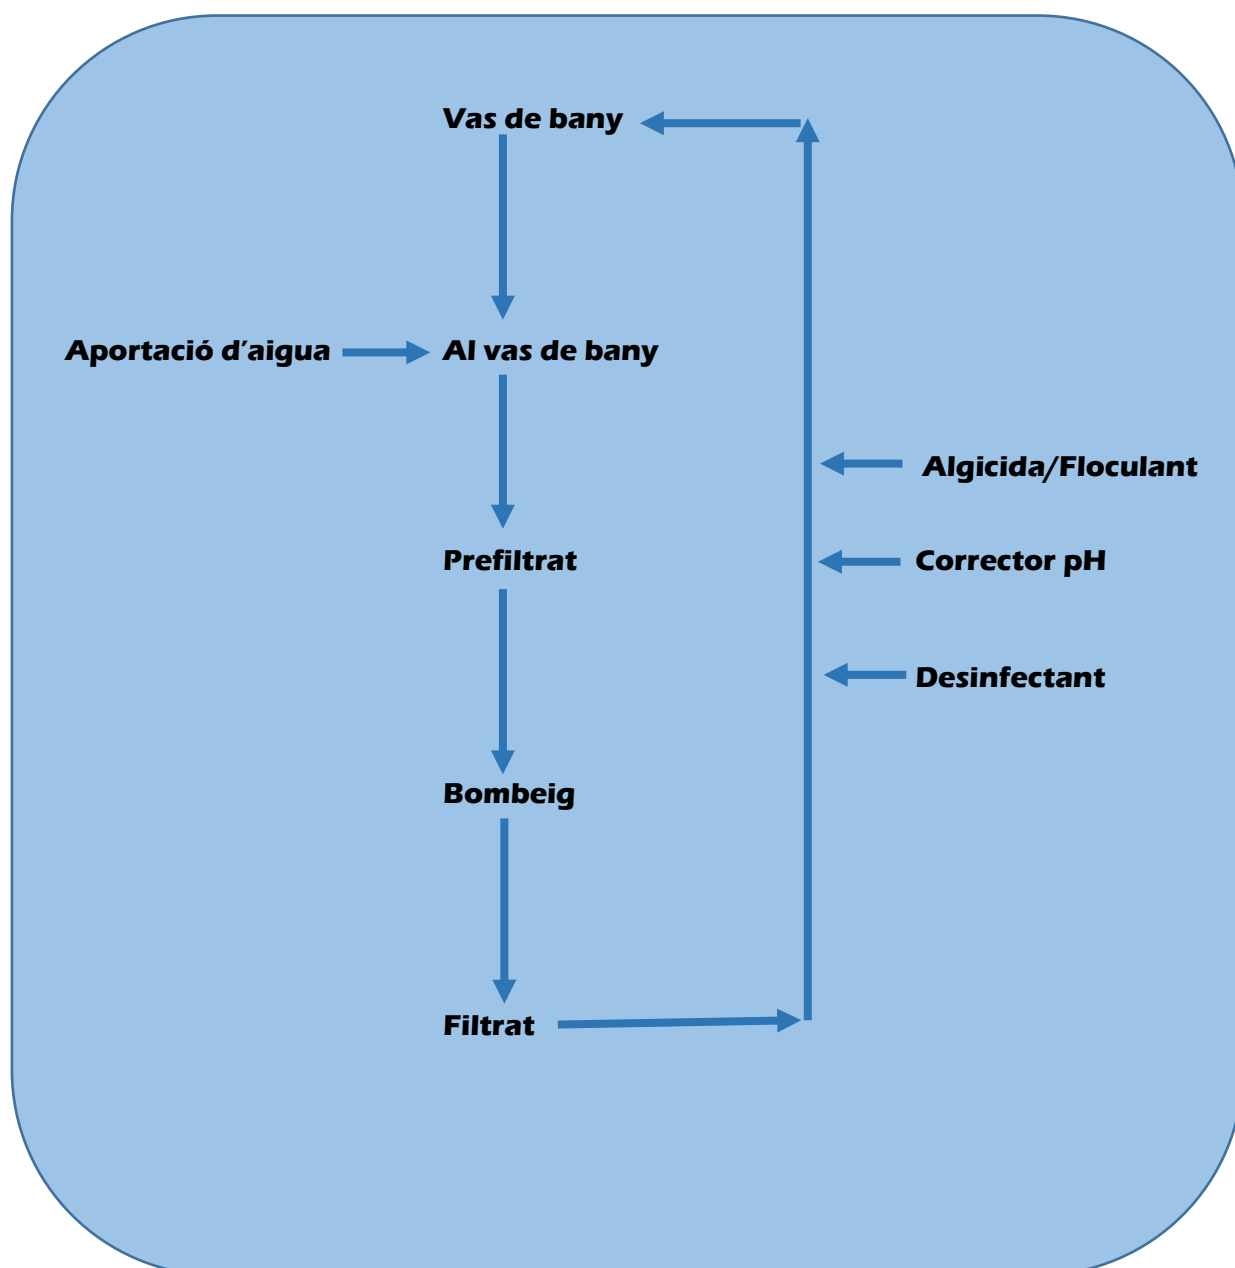 Vas de bany
Aportació d'aigua
Al vas de bany
Algicida/Floculant
Prefiltrat
Corrector pH
Desinfectant
Bombeig
Filtrat